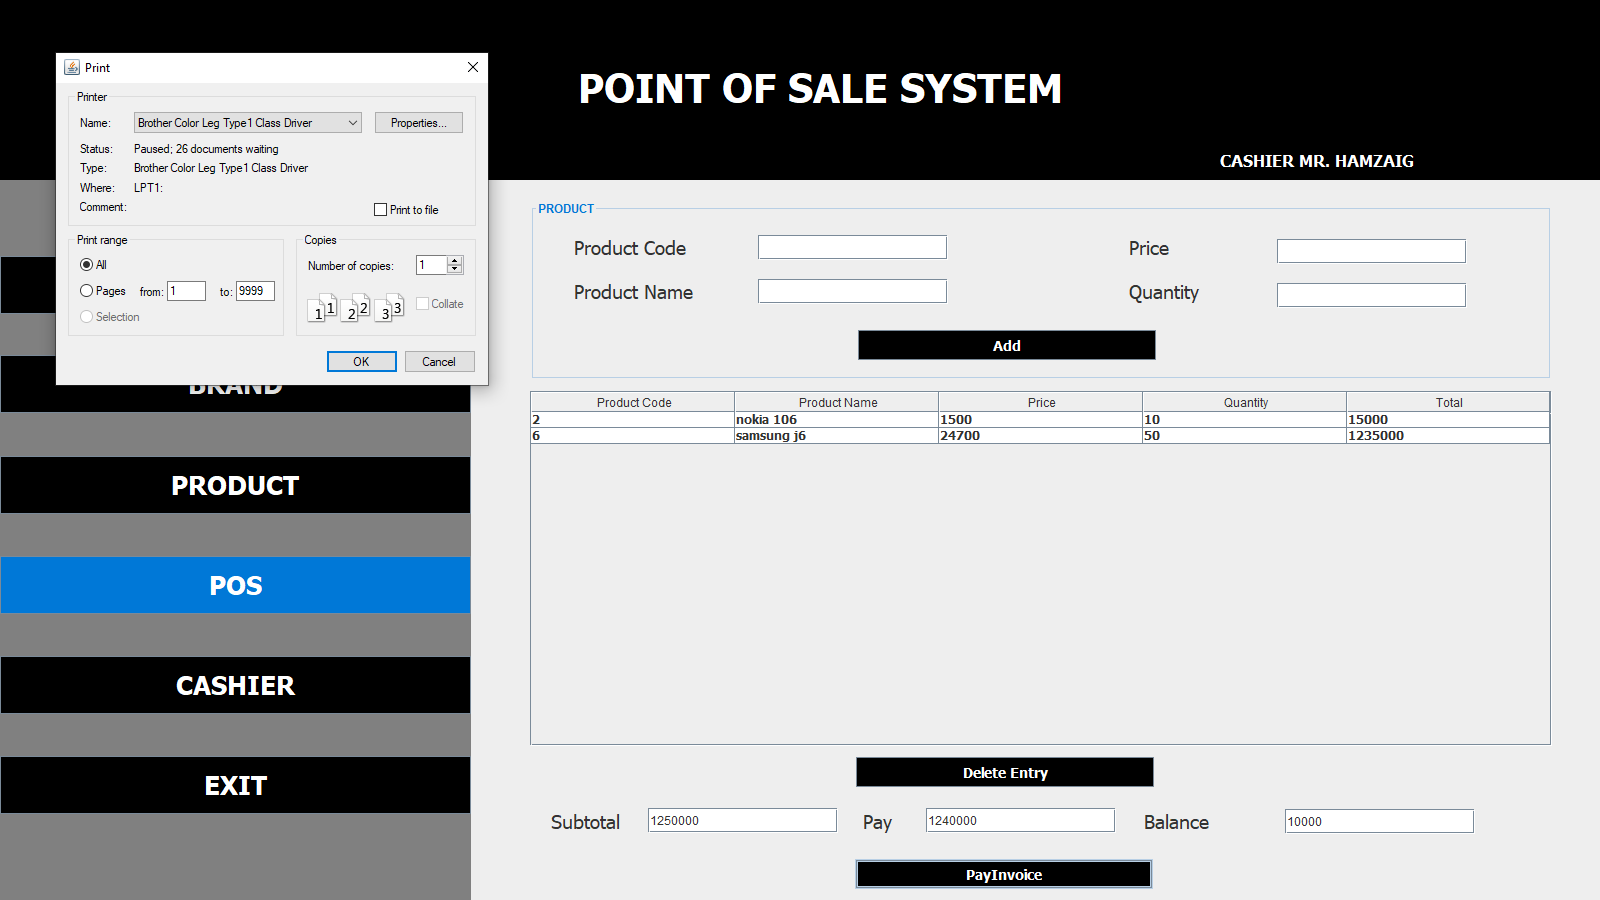 Print
Printer
Name: Brother Color Leg Type1 Class Driver Properties...
Status: Paused; 26 documents waiting
Type: Brother Color Leg Type1 Class Driver
Where: LPT1:
Comment:
Print to file
Print range
All
Pages from: 1 to: 9999
Selection
Copies
Number of copies: 1
1 1 2 2 3 3
Collate
OK Cancel
POINT OF SALE SYSTEM
CASHIER MR. HAMZAIG
BRAND
PRODUCT
POS
CASHIER
EXIT
PRODUCT
Product Code Price
Product Name Quantity
Add
Product Code Product Name Price Quantity Total
2 nokia 106 1500 10 15000
6 samsung j6 24700 50 1235000
Delete Entry
Subtotal 1250000 Pay 1240000 Balance 10000
PayInvoice